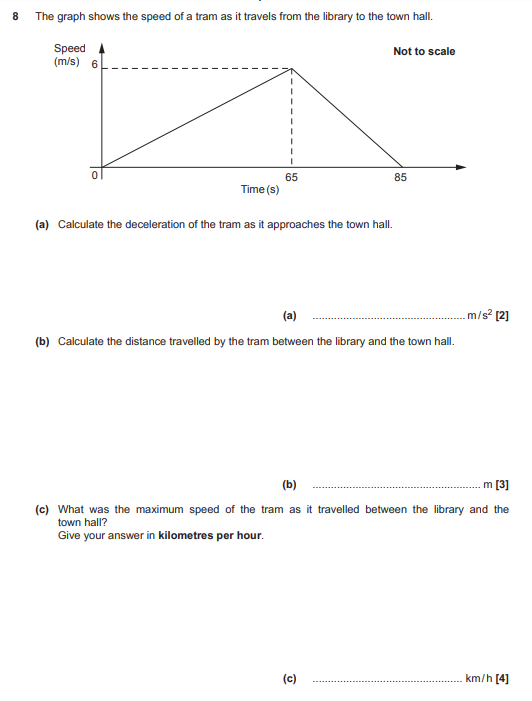 8 The graph shows the speed of a tram as it travels from the library to the town hall.
Speed
(m/s)
Not to scale
6
0
65
85
Time (s)
(a) Calculate the deceleration of the tram as it approaches the town hall.
(a) .................................................. m/s² [2]
(b) Calculate the distance travelled by the tram between the library and the town hall.
(b) .................................................. m [3]
(c) What was the maximum speed of the tram as it travelled between the library and the
town hall?
Give your answer in kilometres per hour.
(c) .................................................. km/h [4]